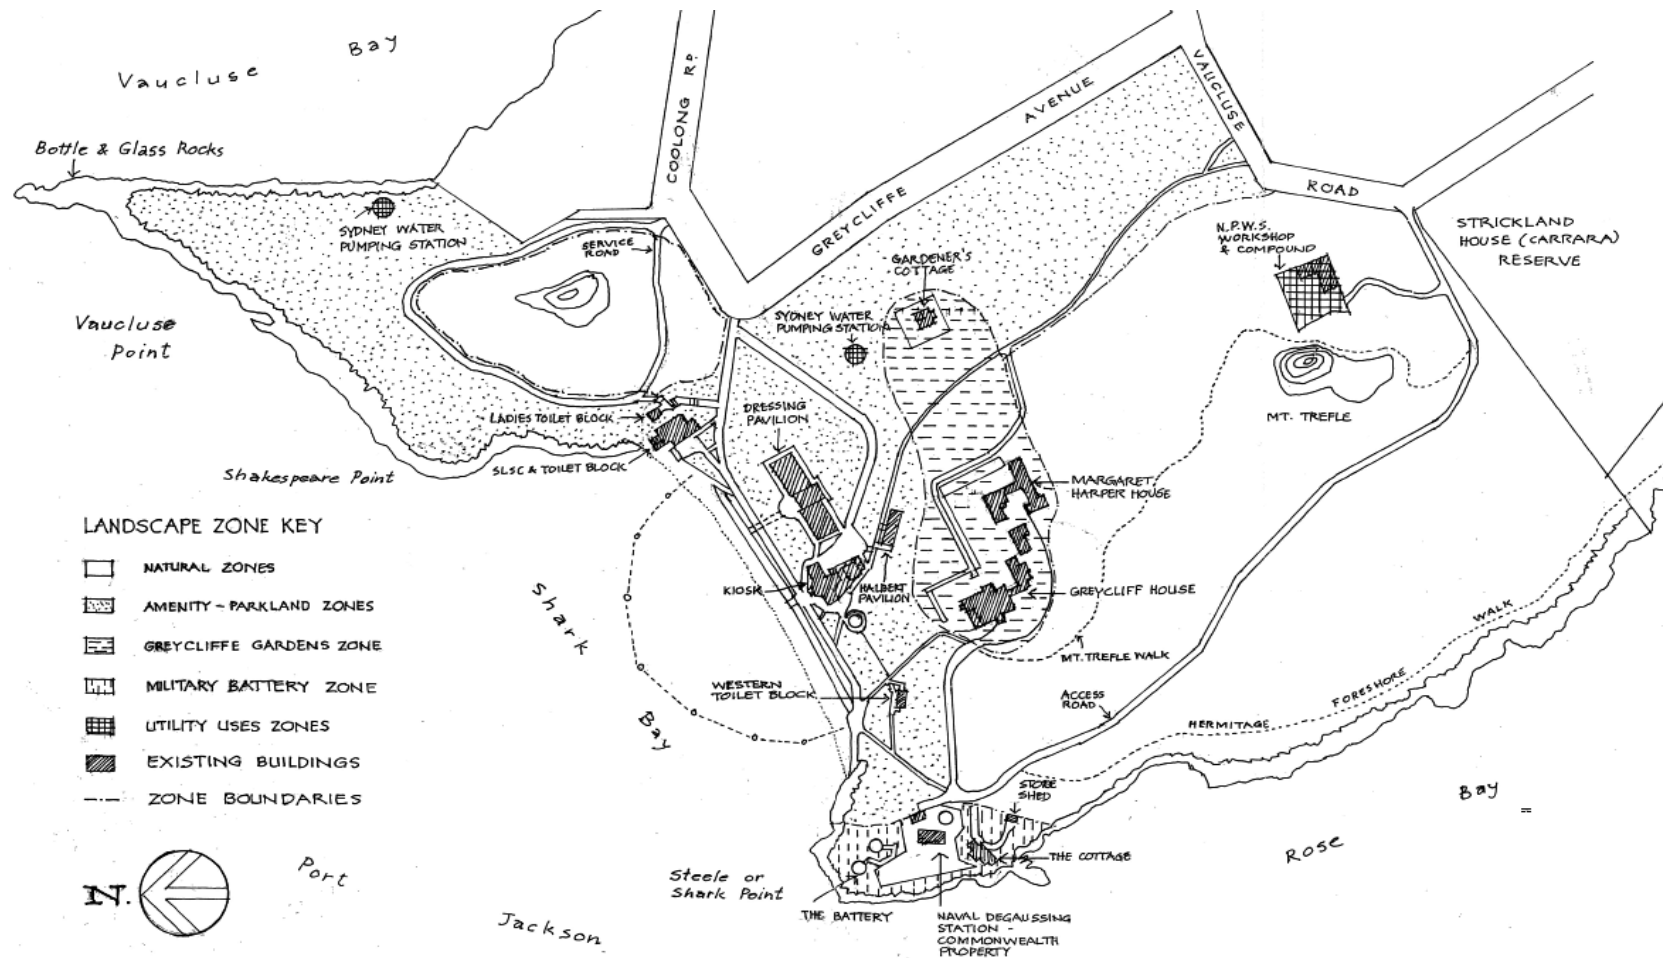 Vaucluse Bay
Bottle & Glass Rocks
SYDNEY WATER
PUMPING STATION
COOLONG RD.
SERVICE
ROAD
GREYCLIFFE AVENUE
VAUCLUSE
ROAD
STRICKLAND
HOUSE (CARRARA)
RESERVE
N.P.W.S.
WORKSHOP
& COMPOUND
GARDENER'S
COTTAGE
SYDNEY WATER
PUMPING STATION
Vaucluse
Point
MT. TREFLE
LADIES TOILET BLOCK
DRESSING
PAVILION
SLSC & TOILET BLOCK
Shakespeare Point
MARGARET
HARPER HOUSE
LANDSCAPE ZONE KEY
NATURAL ZONES
AMENITY - PARKLAND ZONES
GREYCLIFFE GARDENS ZONE
MILITARY BATTERY ZONE
UTILITY USES ZONES
EXISTING BUILDINGS
ZONE BOUNDARIES
N.
Shark
Bay
KIOSK
HALBERT
PAVILION
GREYCLIFF HOUSE
MT. TREFLE WALK
WESTERN
TOILET BLOCK
ACCESS
ROAD
HERMITAGE FORESHORE WALK
STORE
SHED
THE COTTAGE
Rose Bay
Steele or
Shark Point
THE BATTERY
NAVAL DEGAUSSING
STATION -
COMMONWEALTH
PROPERTY
Port
Jackson